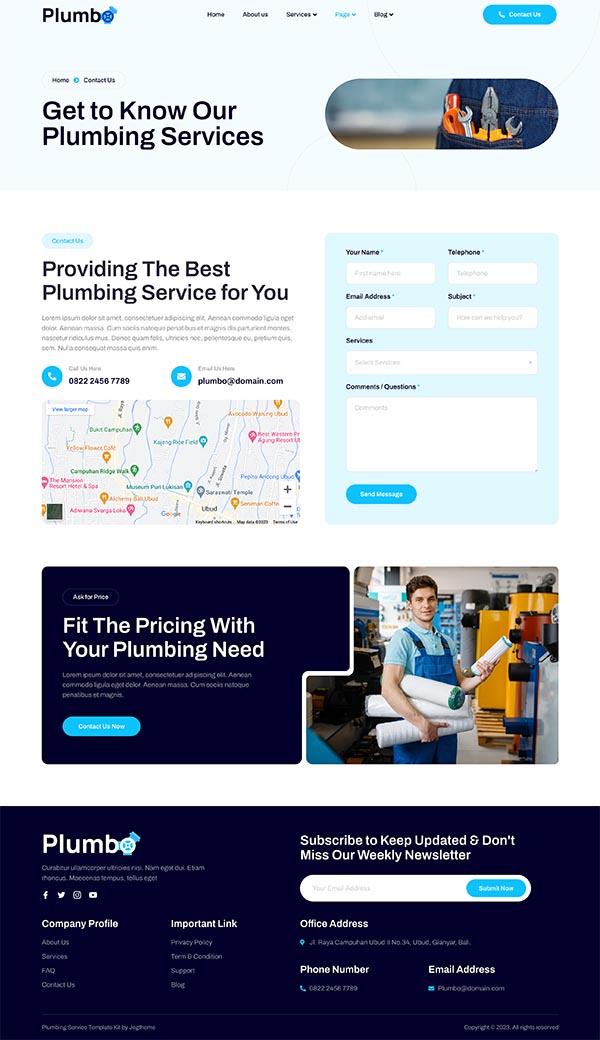 Plumbo
Home
About us
Services
Page
Blog
Contact Us
Home
Contact Us
Get to Know Our
Plumbing Services
Contact Us
Providing The Best
Plumbing Service for You
Lorem ipsum dolor sit amet, consectetuer adipiscing elit. Aenean commodo ligula eget
dolor. Aenean massa. Cum sociis natoque penatibus et magnis dis parturient montes,
nascetur ridiculus mus. Donec quam felis, ultricies nec, pellentesque eu, pretium quis,
sem. Nulla consequat massa quis enim.
Call Us Here
0822 2456 7789
Email Us Here
plumbo@domain.com
View larger map
Jl. Raya
Avocado Warung Ubud
Bukit Campuhan
Kajeng Rice Field
Best Western Pr
Agung Resort Ul
Yellow Flower Café
Campuhan Ridge Walk
Pepito Ancong Ubud
The Mansion
Resort Hotel & Spa
Museum Puri Lukisan
Saraswati Temple
Alchemy Bali Ubud
Seniman Coffee
Adiwana Svarga Loka
Google
Ubud
Keyboard shortcuts
Map data ©2023
Terms of Use
Your Name *
Telephone *
First name here
Telephone
Email Address *
Subject *
Add email
How can we help you?
Services
Select Services
Comments / Questions *
Comments
Send Message
Ask for Price
Fit The Pricing With
Your Plumbing Need
Lorem ipsum dolor sit amet, consectetuer adipiscing elit. Aenean
commodo ligula eget dolor. Aenean massa. Cum sociis natoque
penatibus et magnis.
Contact Us Now
Plumbo
Curabitur ullamcorper ultricies nisi. Nam eget dui. Etiam
rhoncus. Maecenas tempus, tellus eget
Subscribe to Keep Updated & Don't
Miss Our Weekly Newsletter
Your Email Address
Submit Now
Company Profile
About Us
Services
FAQ
Contact Us
Important Link
Privacy Policy
Term & Condition
Support
Blog
Office Address
Jl. Raya Campuhan Ubud II No.34, Ubud, Gianyar, Bali.
Phone Number
0822 2456 7789
Email Address
Plumbo@domain.com
Plumbing Service Template Kit by Jegtheme
Copyright © 2023. All rights reserved